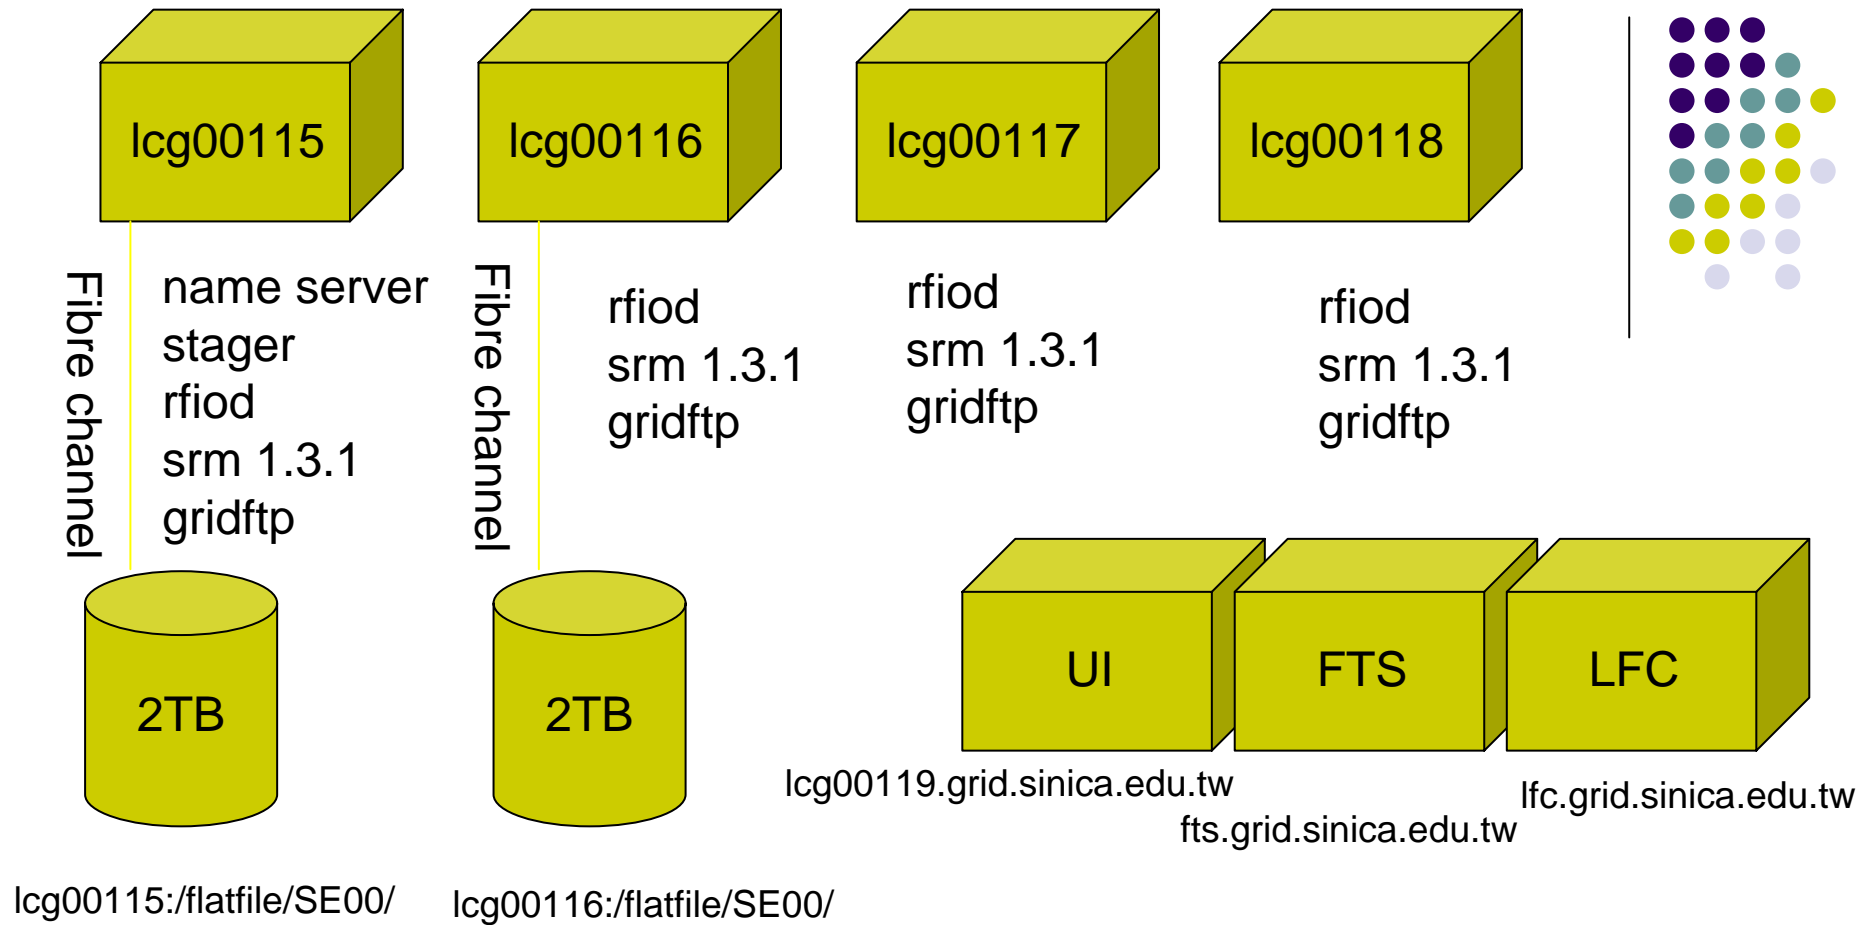 lcg00115
lcg00116
lcg00117
lcg00118
Fibre channel
name server
stager
rfiod
srm 1.3.1
gridftp
Fibre channel
rfiod
srm 1.3.1
gridftp
rfiod
srm 1.3.1
gridftp
rfiod
srm 1.3.1
gridftp
2TB
2TB
UI
FTS
LFC
lcg00119.grid.sinica.edu.tw
fts.grid.sinica.edu.tw
lfc.grid.sinica.edu.tw
lcg00115:/flatfile/SE00/
lcg00116:/flatfile/SE00/